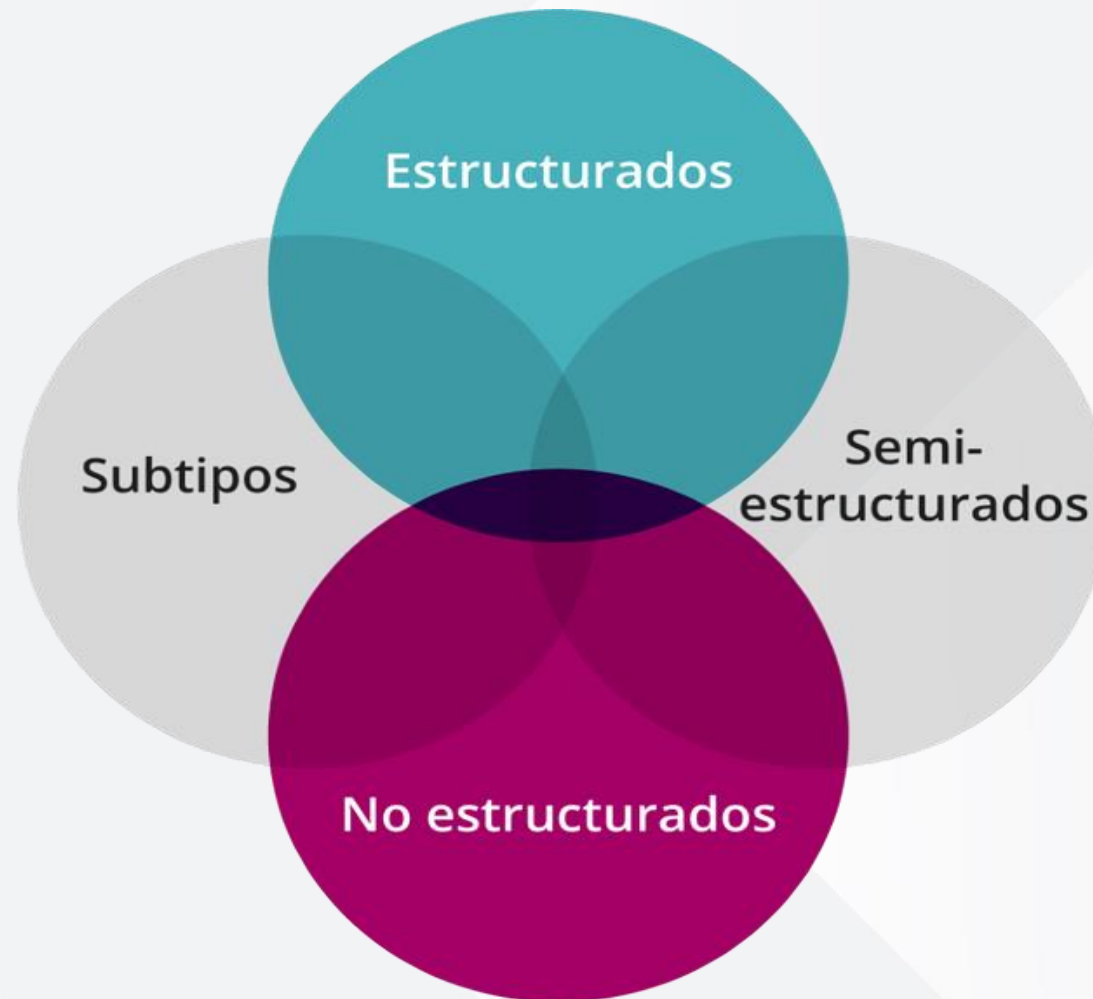 Estructurados
Subtipos
Semi-
estructurados
No estructurados